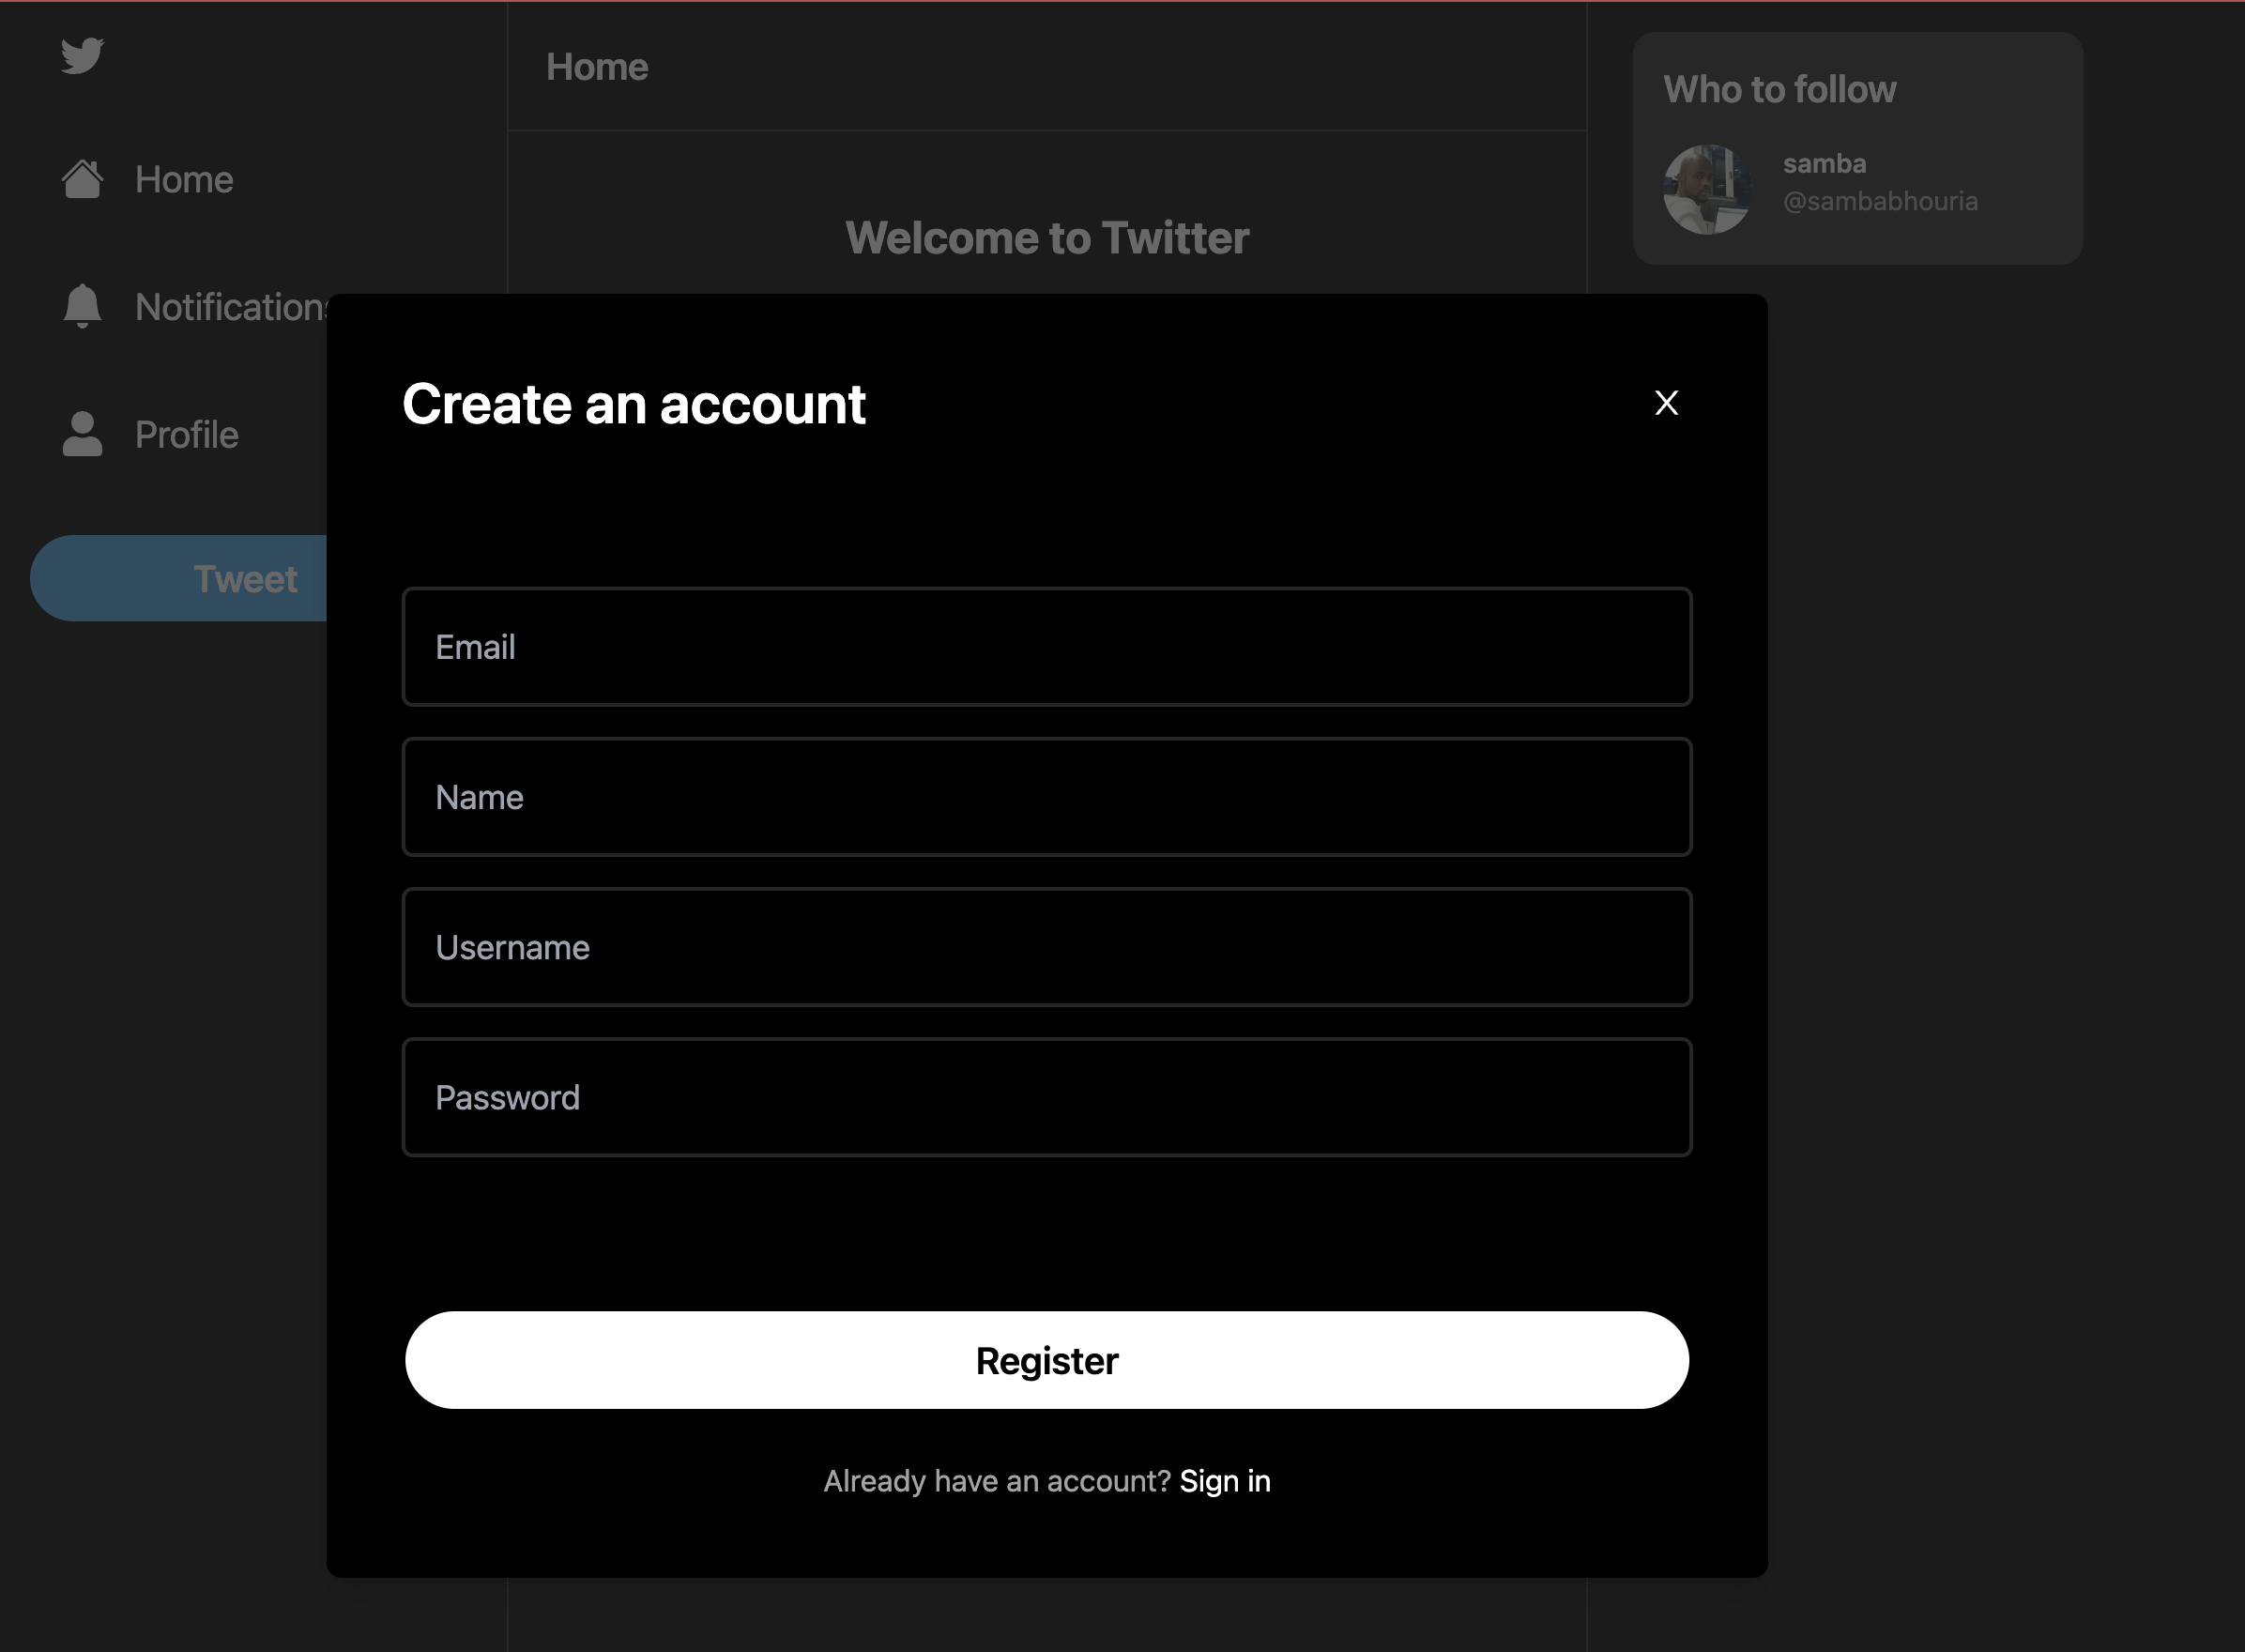 Home
Notifications
Profile
Tweet
Home
Welcome to Twitter
Who to follow
samba
@sambabhouria
Create an account
X
Email
Name
Username
Password
Register
Already have an account? Sign in